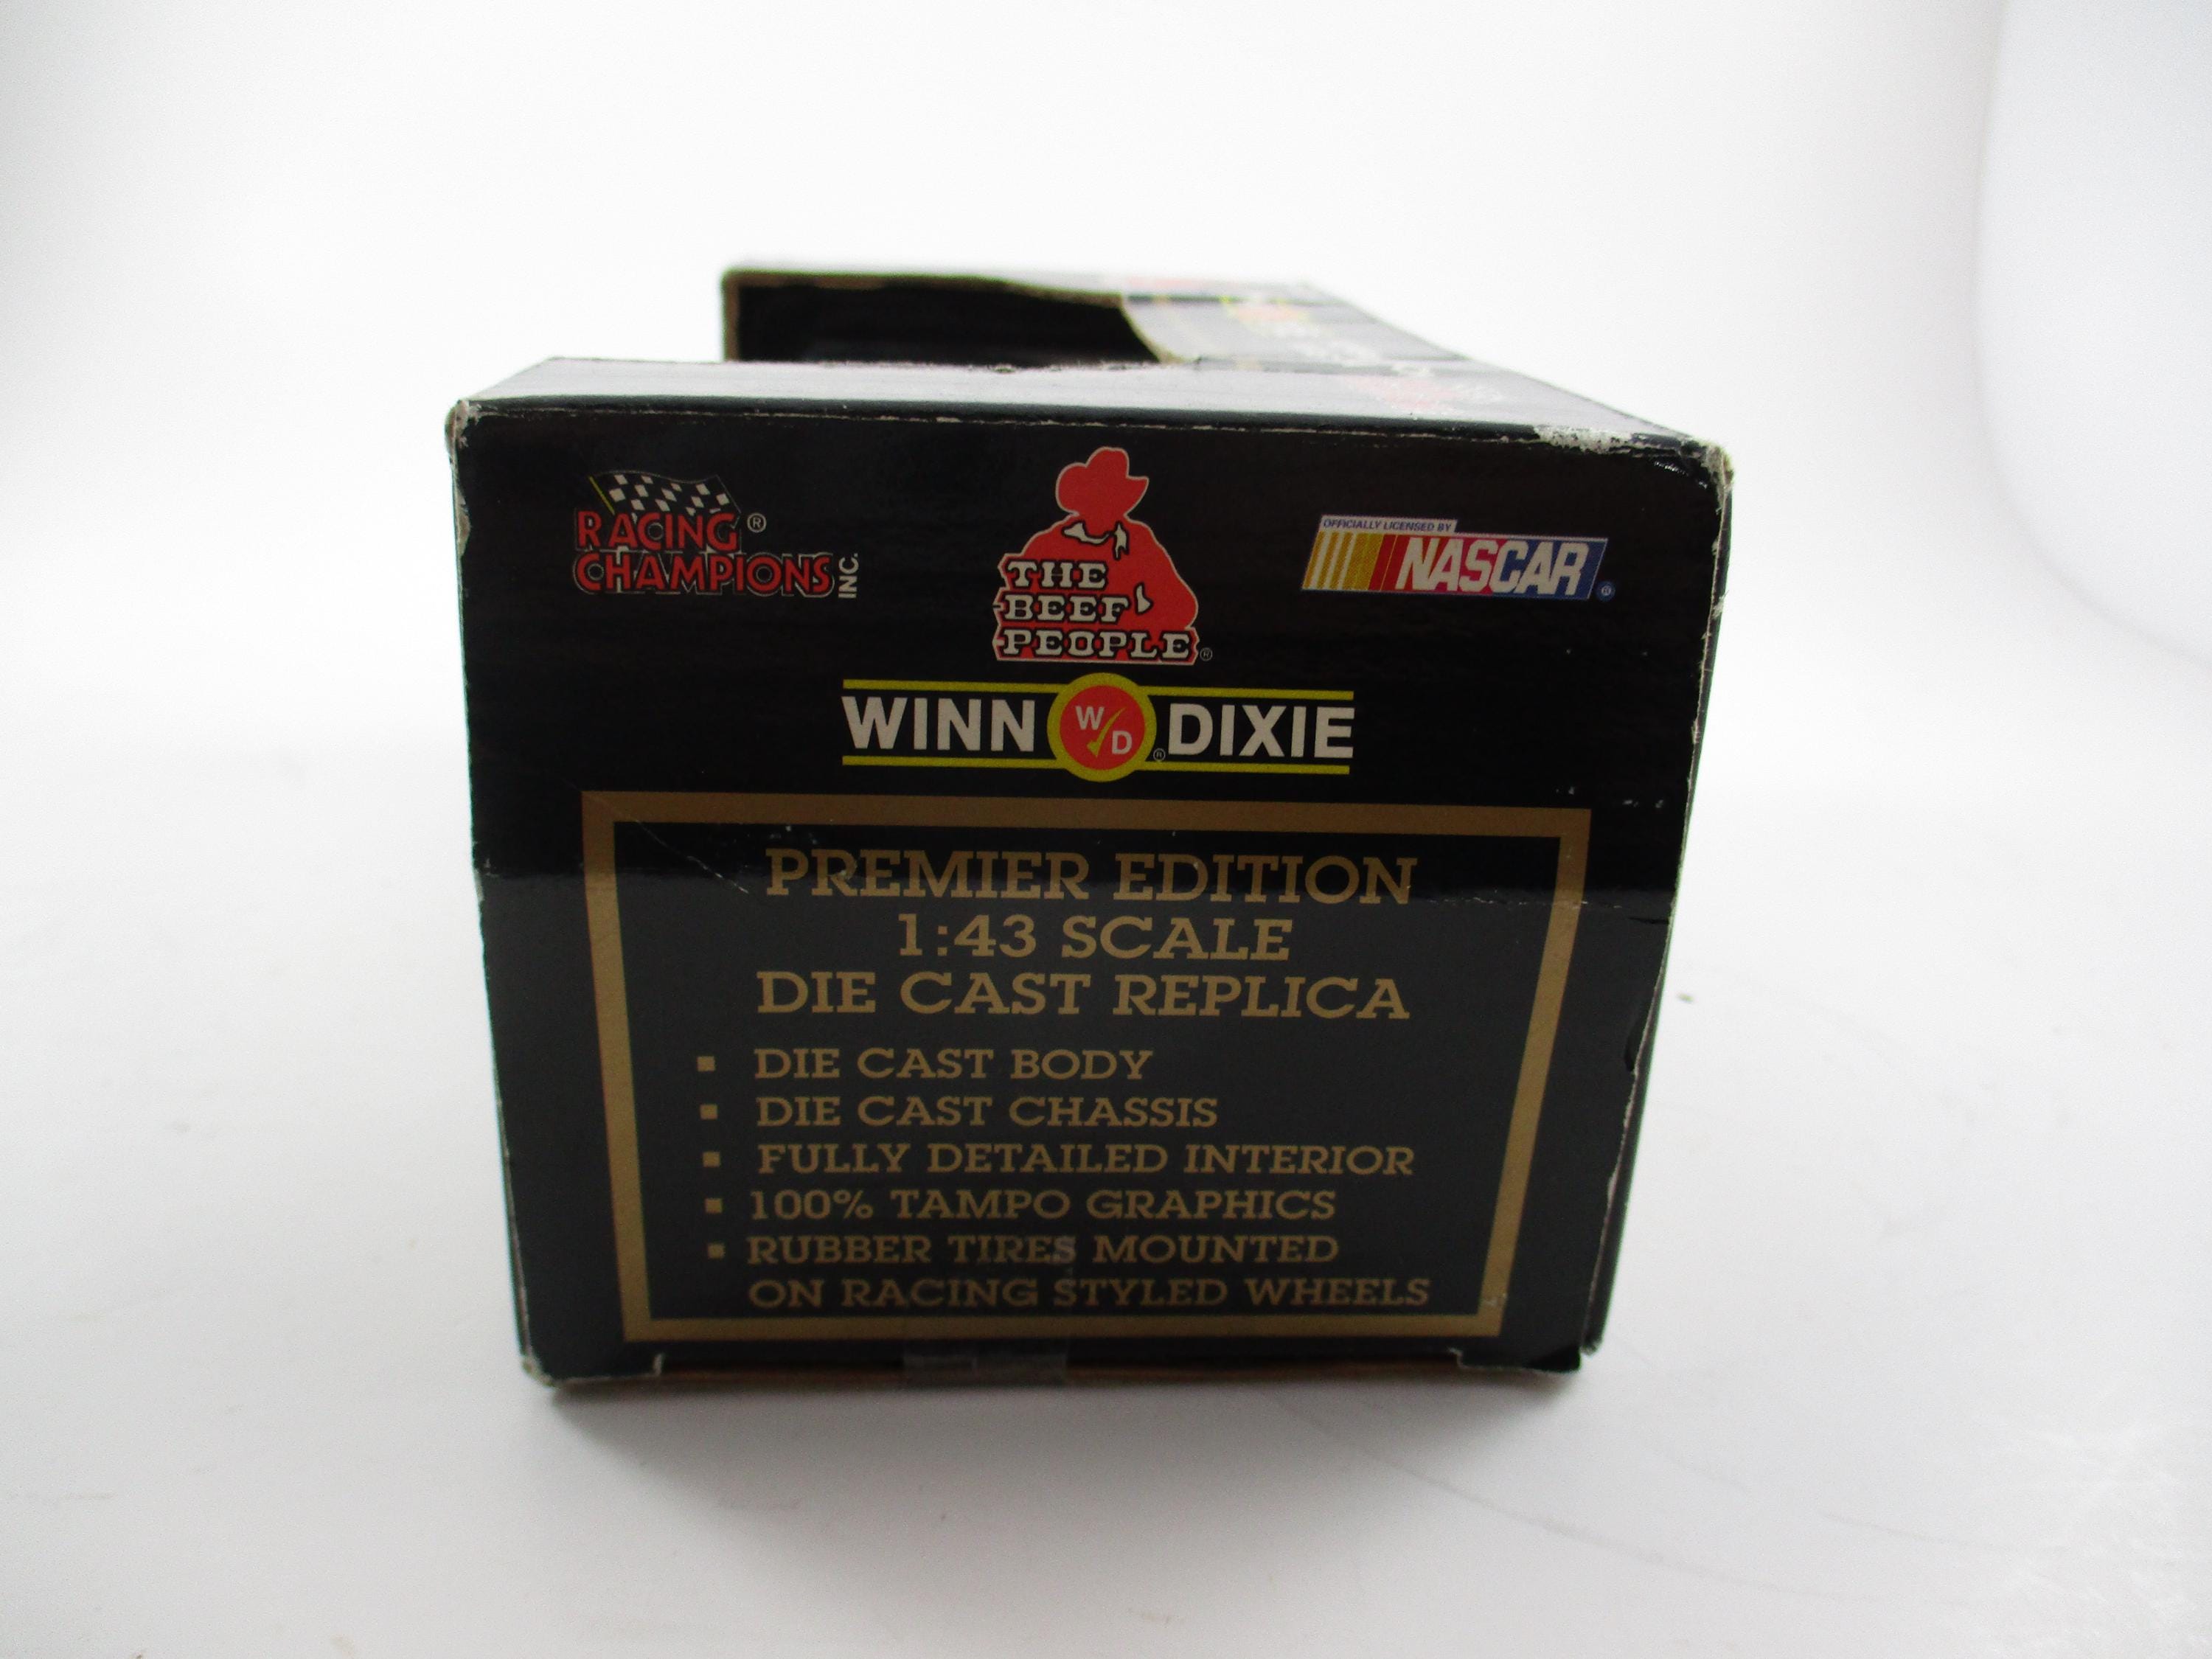 RACING ®
CHAMPIONS INC.
THE
BEEF
PEOPLE ®
OFFICIALLY LICENSED BY
NASCAR ®
WINN W D ® DIXIE
PREMIER EDITION
1:43 SCALE
DIE CAST REPLICA
▪ DIE CAST BODY
▪ DIE CAST CHASSIS
▪ FULLY DETAILED INTERIOR
▪ 100% TAMPO GRAPHICS
▪ RUBBER TIRES MOUNTED
ON RACING STYLED WHEELS